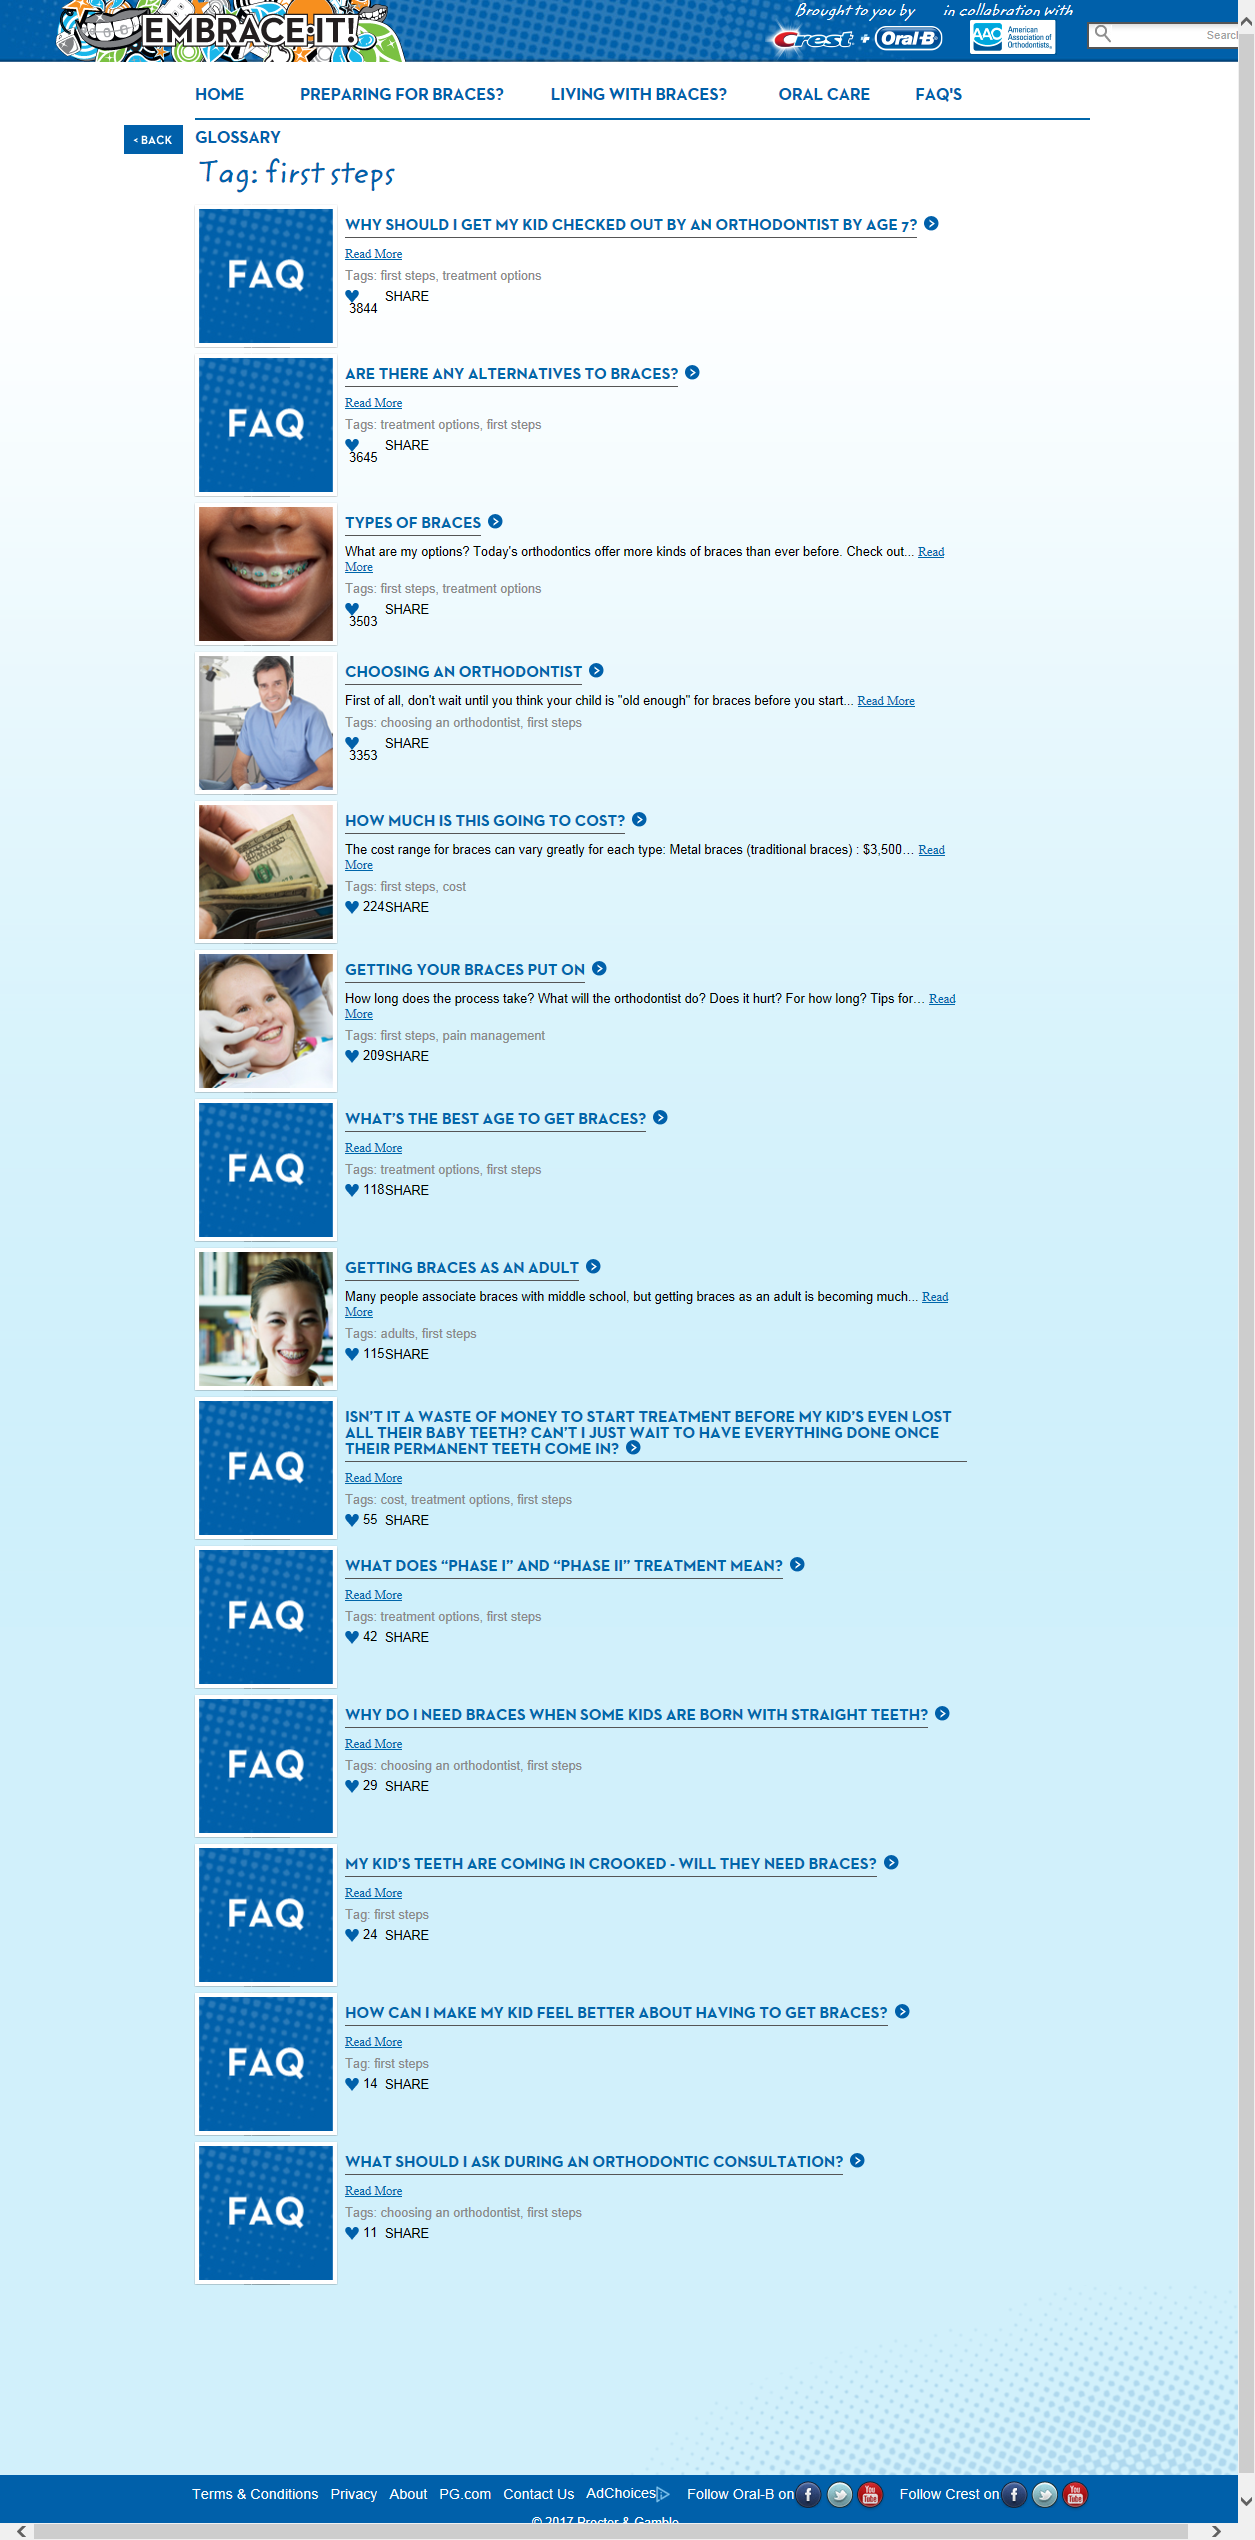 EMBRACE·IT!
Brought to you by
in collabration with
Crest + Oral-B
AAO American Association of Orthodontists
Search
HOME PREPARING FOR BRACES? LIVING WITH BRACES? ORAL CARE FAQ'S
< BACK GLOSSARY
Tag: first steps
FAQ
WHY SHOULD I GET MY KID CHECKED OUT BY AN ORTHODONTIST BY AGE 7?
Read More
Tags: first steps, treatment options
SHARE
3844
FAQ
ARE THERE ANY ALTERNATIVES TO BRACES?
Read More
Tags: treatment options, first steps
SHARE
3645
TYPES OF BRACES
What are my options? Today's orthodontics offer more kinds of braces than ever before. Check out... Read
More
Tags: first steps, treatment options
SHARE
3503
CHOOSING AN ORTHODONTIST
First of all, don't wait until you think your child is "old enough" for braces before you start... Read More
Tags: choosing an orthodontist, first steps
SHARE
3353
HOW MUCH IS THIS GOING TO COST?
The cost range for braces can vary greatly for each type: Metal braces (traditional braces) : $3,500... Read
More
Tags: first steps, cost
224 SHARE
GETTING YOUR BRACES PUT ON
How long does the process take? What will the orthodontist do? Does it hurt? For how long? Tips for... Read
More
Tags: first steps, pain management
209 SHARE
FAQ
WHAT'S THE BEST AGE TO GET BRACES?
Read More
Tags: treatment options, first steps
118 SHARE
GETTING BRACES AS AN ADULT
Many people associate braces with middle school, but getting braces as an adult is becoming much... Read
More
Tags: adults, first steps
115 SHARE
FAQ
ISN'T IT A WASTE OF MONEY TO START TREATMENT BEFORE MY KID'S EVEN LOST
ALL THEIR BABY TEETH? CAN'T I JUST WAIT TO HAVE EVERYTHING DONE ONCE
THEIR PERMANENT TEETH COME IN?
Read More
Tags: cost, treatment options, first steps
55 SHARE
FAQ
WHAT DOES “PHASE I” AND “PHASE II” TREATMENT MEAN?
Read More
Tags: treatment options, first steps
42 SHARE
FAQ
WHY DO I NEED BRACES WHEN SOME KIDS ARE BORN WITH STRAIGHT TEETH?
Read More
Tags: choosing an orthodontist, first steps
29 SHARE
FAQ
MY KID'S TEETH ARE COMING IN CROOKED - WILL THEY NEED BRACES?
Read More
Tag: first steps
24 SHARE
FAQ
HOW CAN I MAKE MY KID FEEL BETTER ABOUT HAVING TO GET BRACES?
Read More
Tag: first steps
14 SHARE
FAQ
WHAT SHOULD I ASK DURING AN ORTHODONTIC CONSULTATION?
Read More
Tags: choosing an orthodontist, first steps
11 SHARE
Terms & Conditions Privacy About PG.com Contact Us AdChoices Follow Oral-B on f You Tube Follow Crest on f You Tube
© 2017 Procter & Gamble